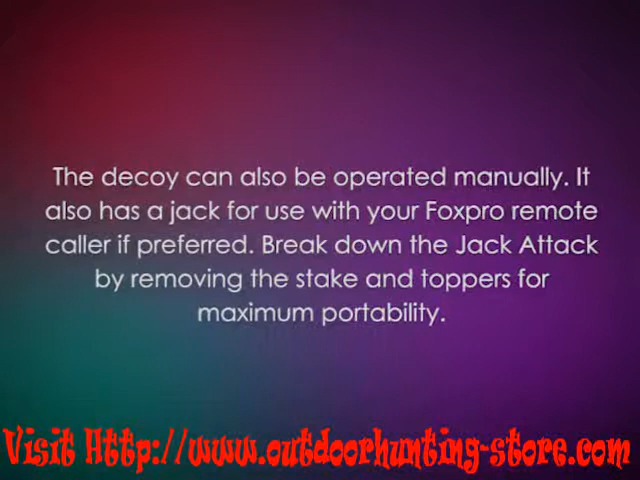 The decoy can also be operated manually. It
also has a jack for use with your Foxpro remote
caller if preferred. Break down the Jack Attack
by removing the stake and toppers for
maximum portability.
Visit Http://www.outdoorhunting-store.com